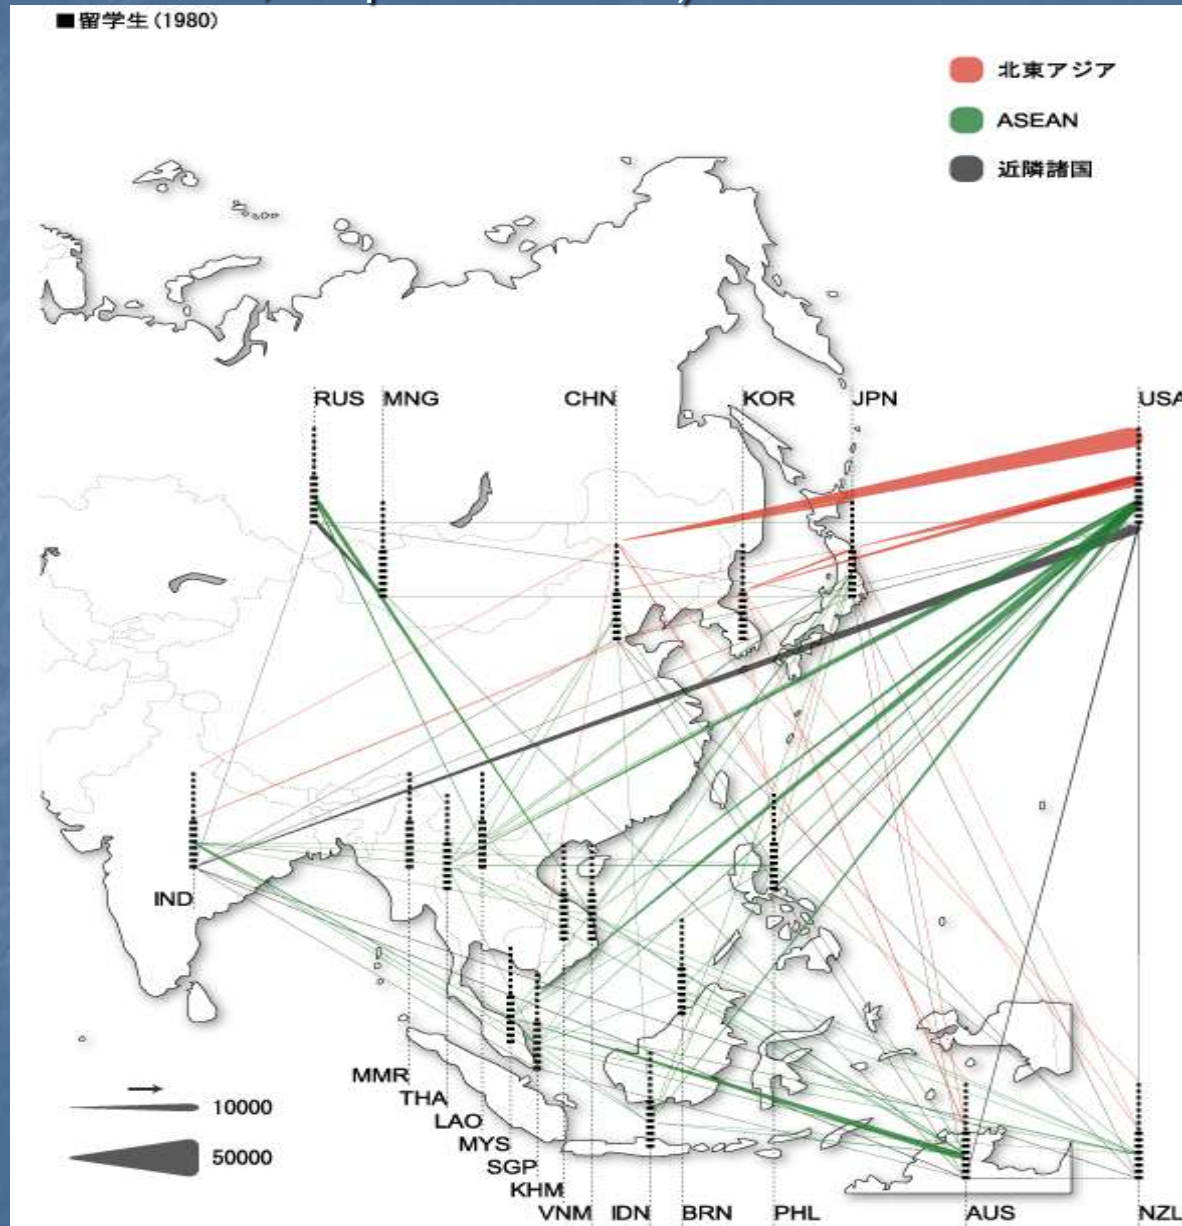 ■留学生(1980)
北東アジア
ASEAN
近隣諸国
RUS
MNG
CHN
KOR
JPN
USA
IND
MMR
THA
LAO
MYS
SGP
KHM
VNM
IDN
BRN
PHL
AUS
NZL
10000
50000